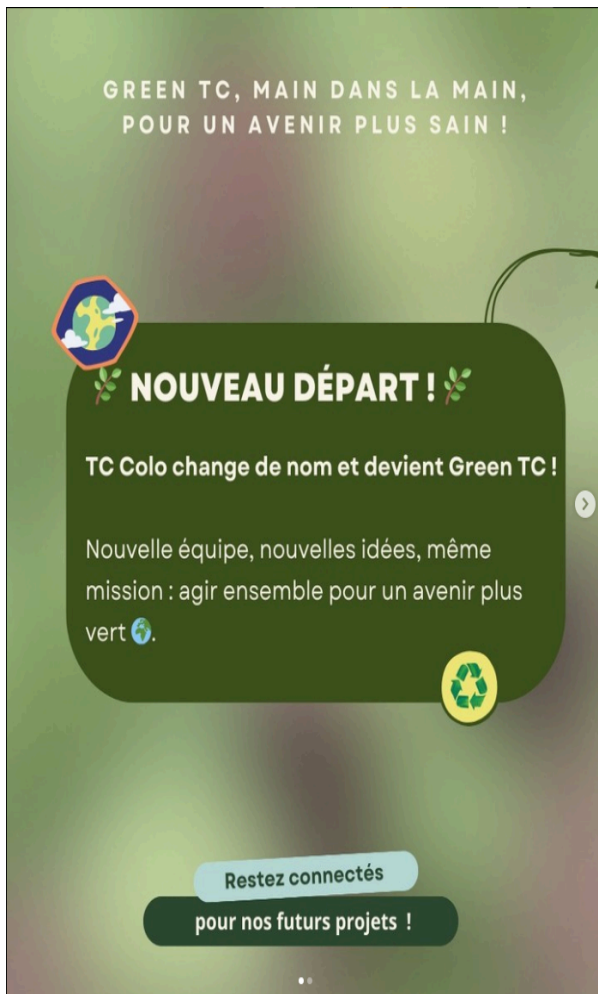 GREEN TC, MAIN DANS LA MAIN,
POUR UN AVENIR PLUS SAIN !
🌿 NOUVEAU DÉPART ! 🌿
TC Colo change de nom et devient Green TC !
Nouvelle équipe, nouvelles idées, même
mission : agir ensemble pour un avenir plus
vert 🌍.
Restez connectés
pour nos futurs projets !